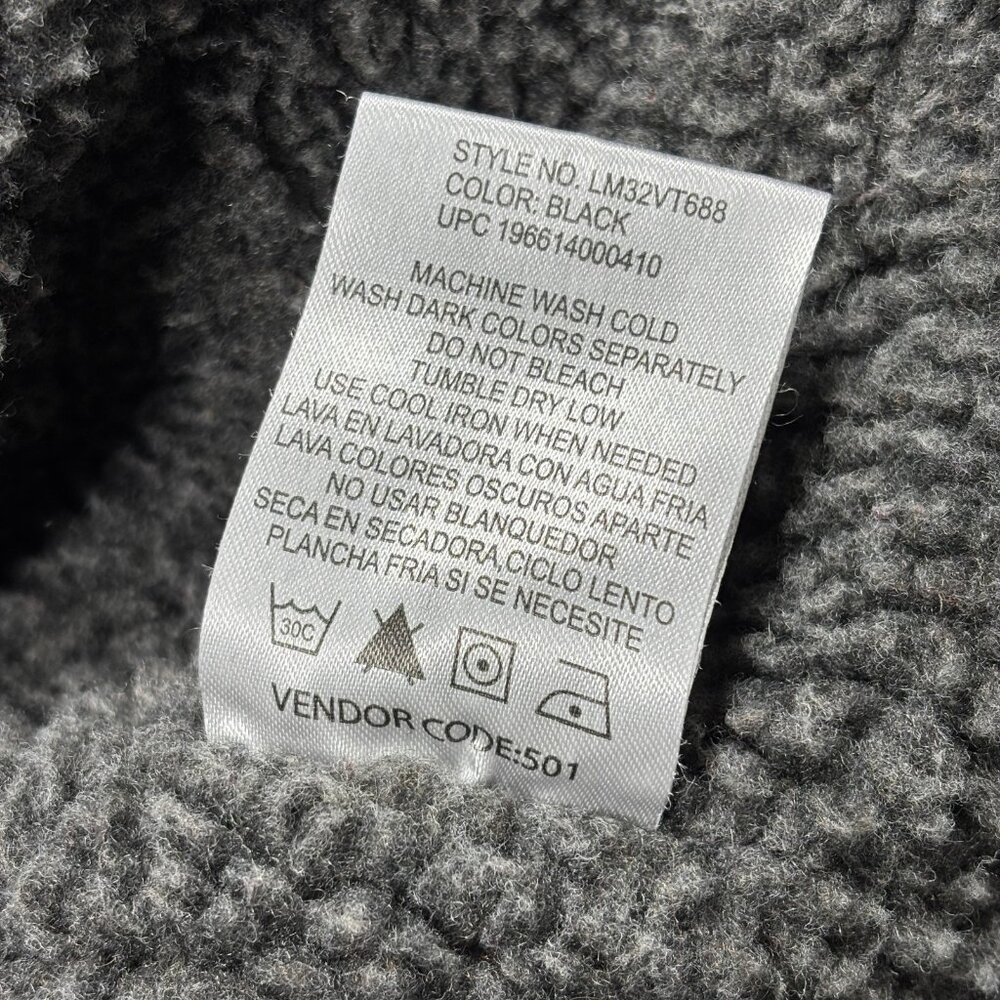 STYLE NO. LM32VT688
COLOR: BLACK
UPC 196614000410
MACHINE WASH COLD
WASH DARK COLORS SEPARATELY
DO NOT BLEACH
TUMBLE DRY LOW
USE COOL IRON WHEN NEEDED
LAVA EN LAVADORA CON AGUA FRIA
LAVA COLORES OSCUROS APARTE
NO USAR BLANQUEDOR
SECA EN SECADORA,CICLO LENTO
PLANCHA FRIA SI SE NECESITE
30C
VENDOR CODE:501